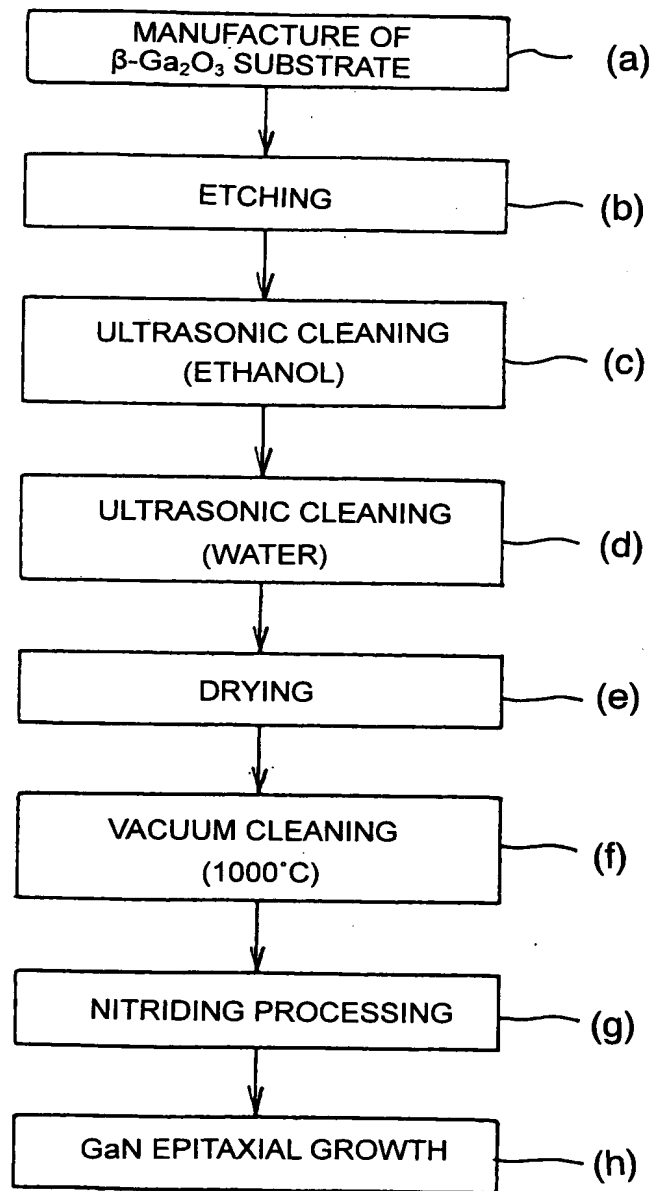 MANUFACTURE OF
β-Ga₂O₃ SUBSTRATE
(a)
ETCHING
(b)
ULTRASONIC CLEANING
(ETHANOL)
(c)
ULTRASONIC CLEANING
(WATER)
(d)
DRYING
(e)
VACUUM CLEANING
(1000°C)
(f)
NITRIDING PROCESSING
(g)
GaN EPITAXIAL GROWTH
(h)